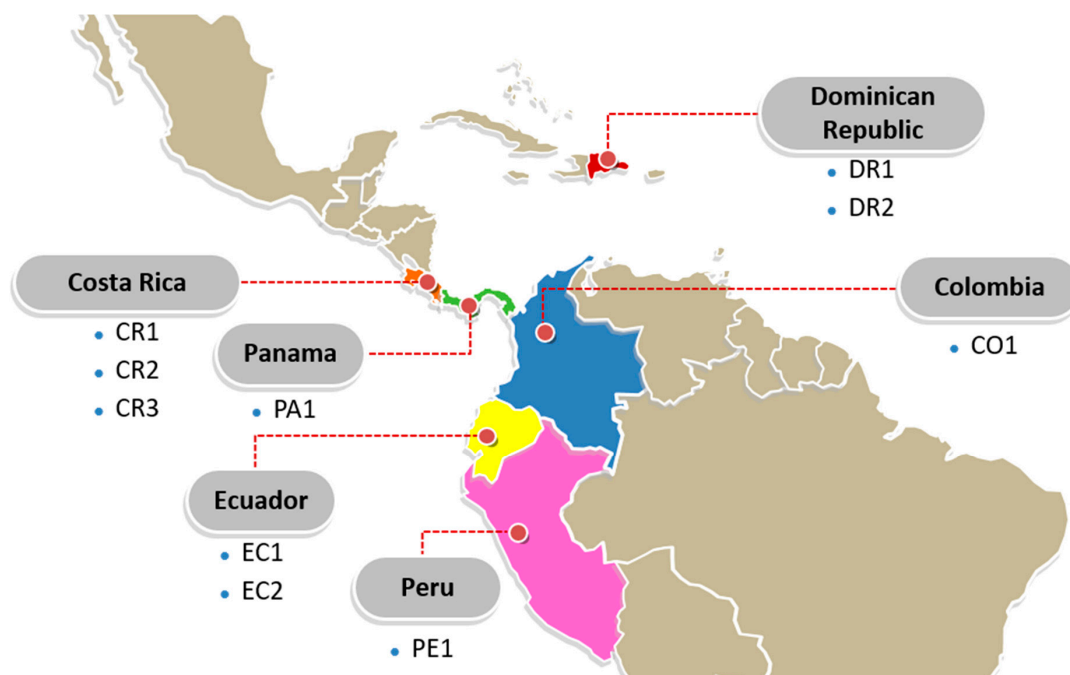 Dominican
Republic
• DR1
• DR2
Costa Rica
• CR1
• CR2
• CR3
Panama
• PA1
Colombia
• CO1
Ecuador
• EC1
• EC2
Peru
• PE1